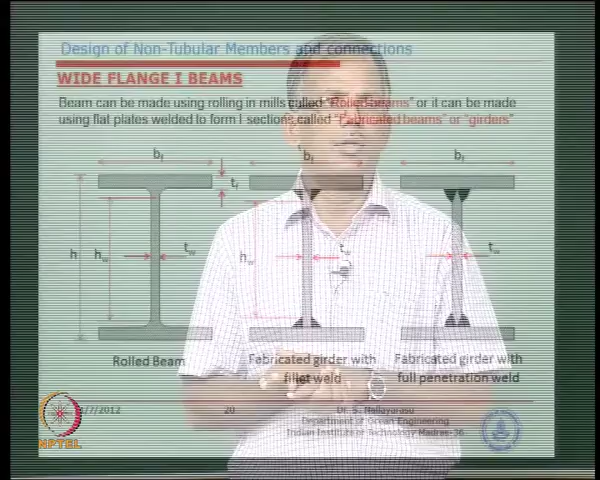 Design of Non-Tubular Members and connections
WIDE FLANGE I BEAMS
Beam can be made using rolling in mills called "Rolled beams" or it can be made
using flat plates welded to form I sections called "Fabricated beams" or "girders"
bf bf bf
tf
h hw tw hw tw tw
Rolled Beam
Fabricated girder with
fillet weld
Fabricated girder with
full penetration weld
/7/2012 20 Dr. S. Nallayarasu
Department of Ocean Engineering
Indian Institute of Technology Madras-36
NPTEL